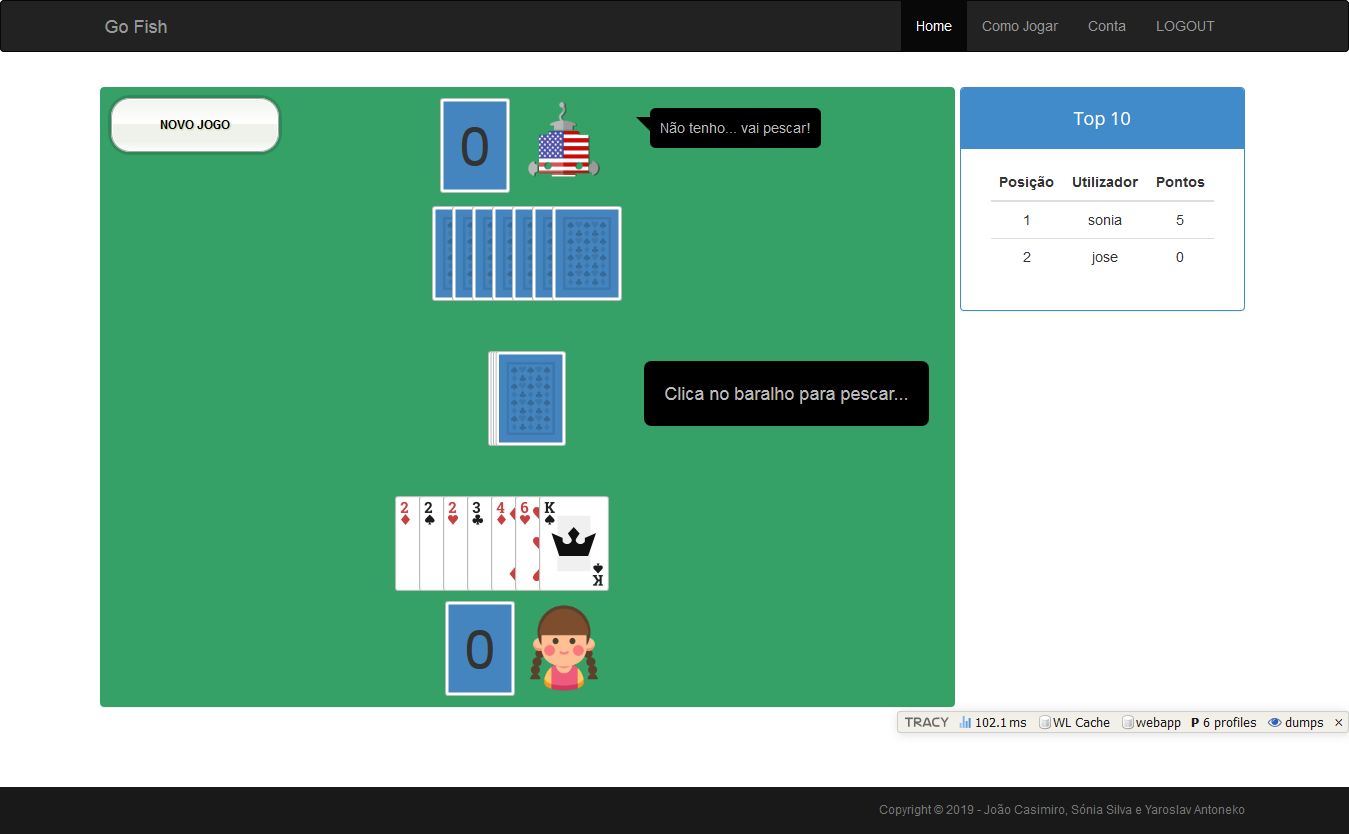 Go Fish
Home Como Jogar Conta LOGOUT
NOVO JOGO
0
Não tenho... vai pescar!
Top 10
Posição Utilizador Pontos
1 sonia 5
2 jose 0
Clica no baralho para pescar...
2 2 2 3 4 6 K
K
0
TRACY 102.1 ms WL Cache webapp P 6 profiles dumps ×
Copyright © 2019 - João Casimiro, Sónia Silva e Yaroslav Antoneko